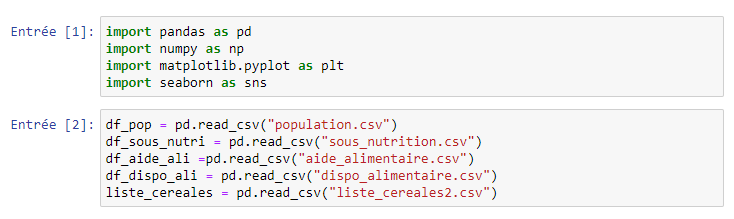 Entrée [1]: import pandas as pd
import numpy as np
import matplotlib.pyplot as plt
import seaborn as sns
Entrée [2]: df_pop = pd.read_csv("population.csv")
df_sous_nutri = pd.read_csv("sous_nutrition.csv")
df_aide_ali =pd.read_csv("aide_alimentaire.csv")
df_dispo_ali = pd.read_csv("dispo_alimentaire.csv")
liste_cereales = pd.read_csv("liste_cereales2.csv")